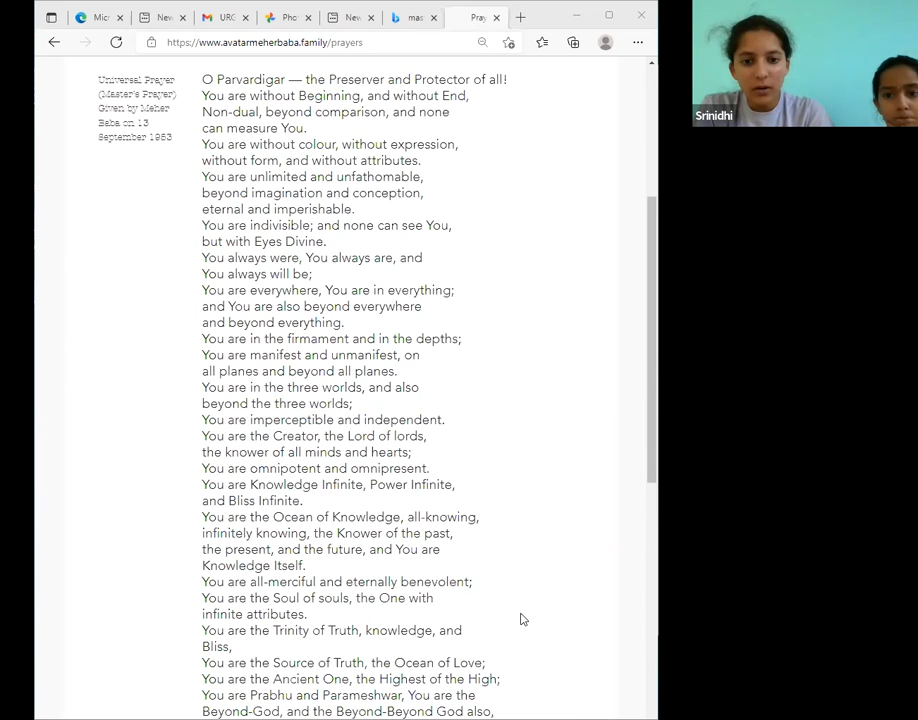 Mic
New
URG
Pho
New
mas
Pray
https://www.avatarmeherbaba.family/prayers
Universal Prayer
(Master's Prayer)
Given by Meher
Baba on 13
September 1953
O Parvardigar — the Preserver and Protector of all!
You are without Beginning, and without End,
Non-dual, beyond comparison, and none
can measure You.
You are without colour, without expression,
without form, and without attributes.
You are unlimited and unfathomable,
beyond imagination and conception,
eternal and imperishable.
You are indivisible; and none can see You,
but with Eyes Divine.
You always were, You always are, and
You always will be;
You are everywhere, You are in everything;
and You are also beyond everywhere
and beyond everything.
You are in the firmament and in the depths;
You are manifest and unmanifest, on
all planes and beyond all planes.
You are in the three worlds, and also
beyond the three worlds;
You are imperceptible and independent.
You are the Creator, the Lord of lords,
the knower of all minds and hearts;
You are omnipotent and omnipresent.
You are Knowledge Infinite, Power Infinite,
and Bliss Infinite.
You are the Ocean of Knowledge, all-knowing,
infinitely knowing, the Knower of the past,
the present, and the future, and You are
Knowledge Itself.
You are all-merciful and eternally benevolent;
You are the Soul of souls, the One with
infinite attributes.
You are the Trinity of Truth, knowledge, and
Bliss,
You are the Source of Truth, the Ocean of Love;
You are the Ancient One, the Highest of the High;
You are Prabhu and Parameshwar, You are the
Beyond-God, and the Beyond-Beyond God also,
Srinidhi